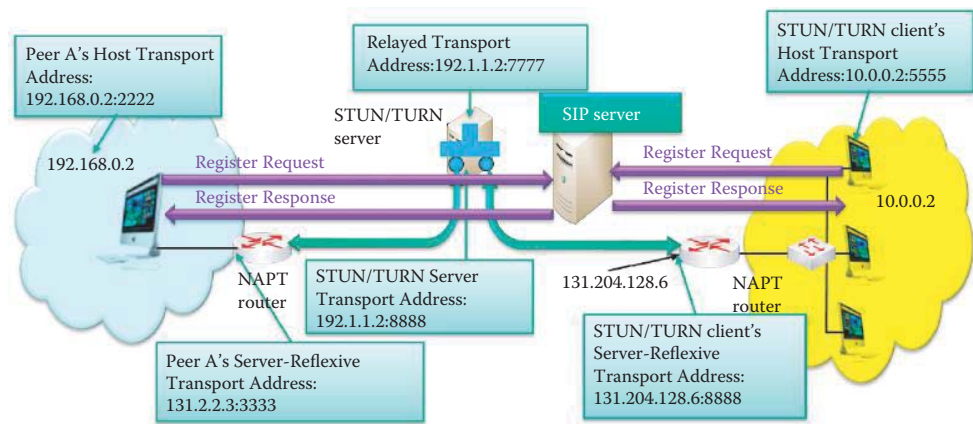 Peer A's Host Transport
Address:
192.168.0.2:2222
Relayed Transport
Address:192.1.1.2:7777
STUN/TURN client's
Host Transport
Address:10.0.0.2:5555
STUN/TURN
server
SIP server
192.168.0.2
Register Request
Register Request
Register Response
Register Response
10.0.0.2
NAPT
router
STUN/TURN Server
Transport Address:
192.1.1.2:8888
131.204.128.6
NAPT
router
Peer A's Server-Reflexive
Transport Address:
131.2.2.3:3333
STUN/TURN client's
Server-Reflexive
Transport Address:
131.204.128.6:8888